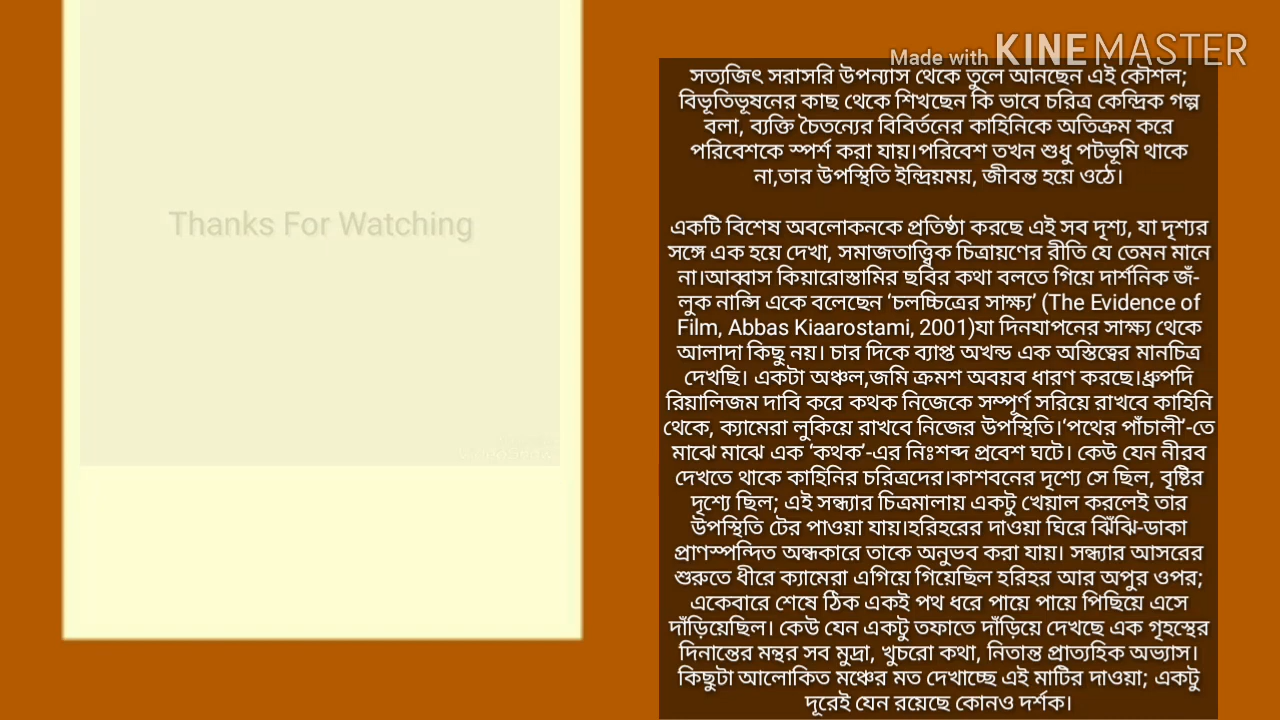 Made with KINEMASTER
Thanks For Watching
সত্যজিৎ সরাসরি উপন্যাস থেকে তুলে আনছেন এই কৌশল;
বিভূতিভূষনের কাছ থেকে শিখছেন কি ভাবে চরিত্র কেন্দ্রিক গল্প
বলা, ব্যক্তি চৈতন্যের বিবির্তনের কাহিনিকে অতিক্রম করে
পরিবেশকে স্পর্শ করা যায়।পরিবেশ তখন শুধু পটভূমি থাকে
না,তার উপস্থিতি ইন্দ্রিয়ময়, জীবন্ত হয়ে ওঠে।
একটি বিশেষ অবলোকনকে প্রতিষ্ঠা করছে এই সব দৃশ্য, যা দৃশ্যর
সঙ্গে এক হয়ে দেখা, সমাজতাত্ত্বিক চিত্রায়ণের রীতি যে তেমন মানে
না।আব্বাস কিয়ারোস্তামির ছবির কথা বলতে গিয়ে দার্শনিক জঁ-
লুক নান্সি একে বলেছেন ‘চলচ্চিত্রের সাক্ষ্য’ (The Evidence of
Film, Abbas Kiaarostami, 2001)যা দিনযাপনের সাক্ষ্য থেকে
আলাদা কিছু নয়। চার দিকে ব্যাপ্ত অখন্ড এক অস্তিত্বের মানচিত্র
দেখছি। একটা অঞ্চল,জমি ক্রমশ অবয়ব ধারণ করছে।ধ্রুপদি
রিয়ালিজম দাবি করে কথক নিজেকে সম্পূর্ণ সরিয়ে রাখবে কাহিনি
থেকে, ক্যামেরা লুকিয়ে রাখবে নিজের উপস্থিতি।‘পথের পাঁচালী’-তে
মাঝে মাঝে এক ‘কথক’-এর নিঃশব্দ প্রবেশ ঘটে। কেউ যেন নীরব
দেখতে থাকে কাহিনির চরিত্রদের।কাশবনের দৃশ্যে সে ছিল, বৃষ্টির
দৃশ্যে ছিল; এই সন্ধ্যার চিত্রমালায় একটু খেয়াল করলেই তার
উপস্থিতি টের পাওয়া যায়।হরিহরের দাওয়া ঘিরে ঝিঁঝি-ডাকা
প্রাণস্পন্দিত অন্ধকারে তাকে অনুভব করা যায়। সন্ধ্যার আসরের
শুরুতে ধীরে ক্যামেরা এগিয়ে গিয়েছিল হরিহর আর অপুর ওপর;
একেবারে শেষে ঠিক একই পথ ধরে পায়ে পায়ে পিছিয়ে এসে
দাঁড়িয়েছিল। কেউ যেন একটু তফাতে দাঁড়িয়ে দেখছে এক গৃহস্থের
দিনান্তের মন্থর সব মুদ্রা, খুচরো কথা, নিতান্ত প্রাত্যহিক অভ্যাস।
কিছুটা আলোকিত মঞ্চের মত দেখাচ্ছে এই মাটির দাওয়া; একটু
দূরেই যেন রয়েছে কোনও দর্শক।